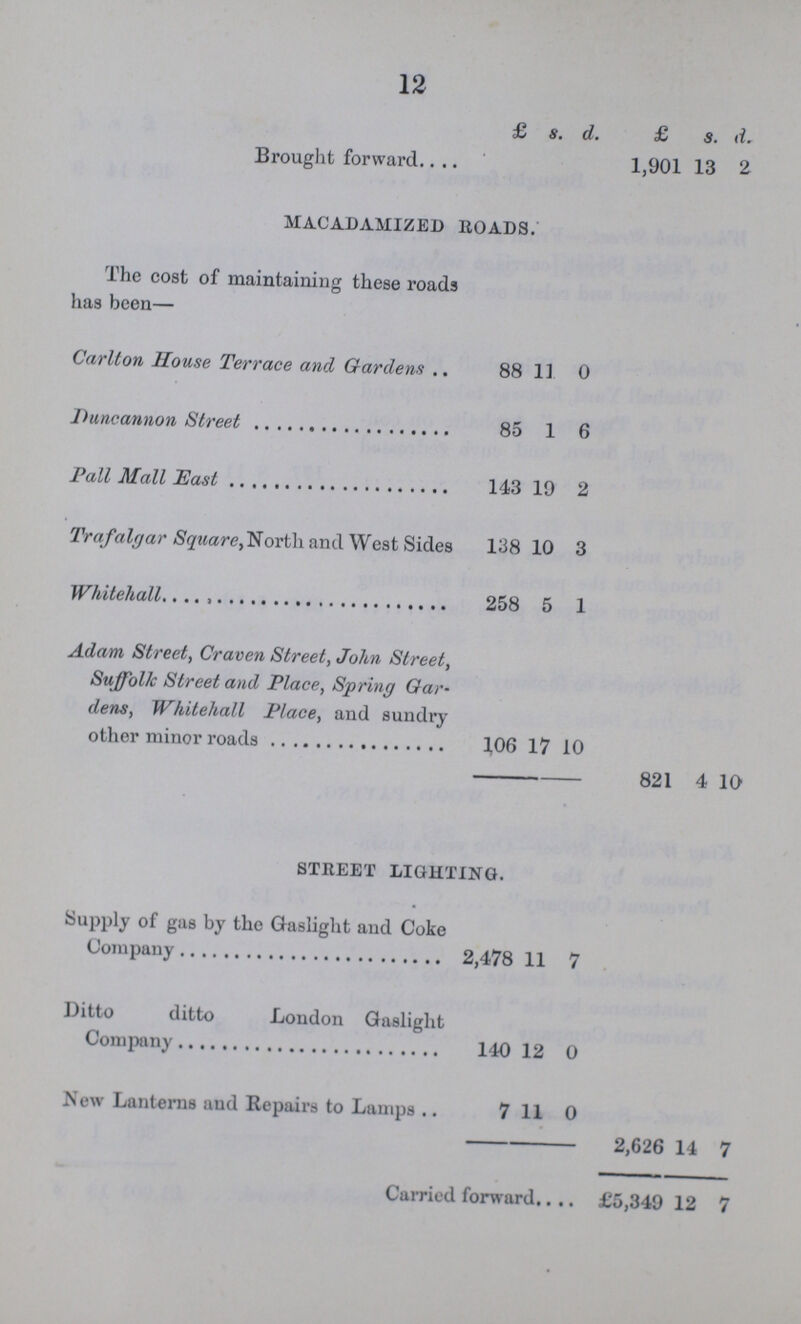 12
£ s. d. £ s. d.
Brought forward.... 1,901 13 2
MACADAMIZED ROADS.
The cost of maintaining these roads
has been—
Carlton House Terrace and Gardens .. 88 11 0
Duncannon Street .................... 85 1 6
Pall Mall East ...................... 143 19 2
Trafalgar Square, North and West Sides 138 10 3
Whitehall........................... 258 5 1
Adam Street, Craven Street, John Street,
Suffolk Street and Place, Spring Gar-
dens, Whitehall Place, and sundry
other minor roads .................. 106 17 10
821 4 10
STREET LIGHTING.
Supply of gas by the Gaslight and Coke
Company .......................... 2,478 11 7
Ditto ditto London Gaslight
Company .......................... 140 12 0
New Lanterns and Repairs to Lamps .. 7 11 0
2,626 14 7
Carried forward.... £5,349 12 7